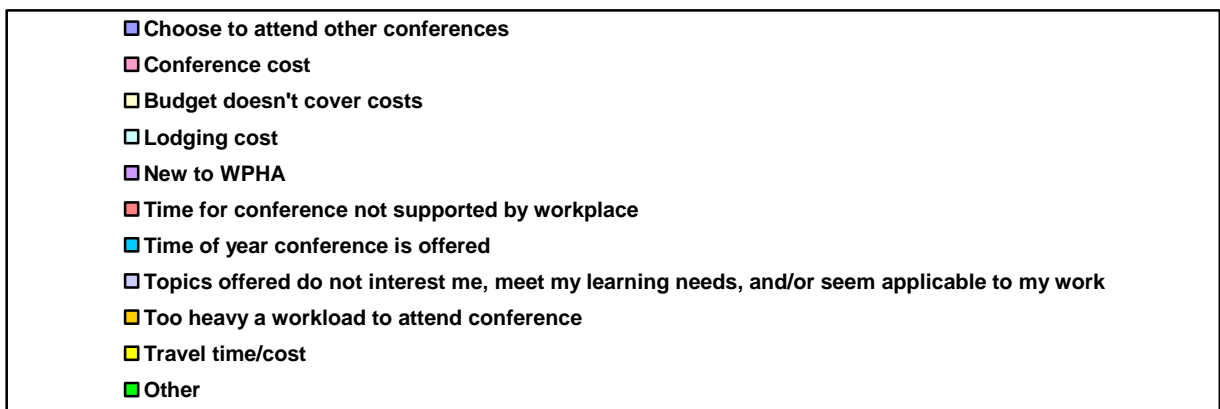 Choose to attend other conferences
Conference cost
Budget doesn't cover costs
Lodging cost
New to WPHA
Time for conference not supported by workplace
Time of year conference is offered
Topics offered do not interest me, meet my learning needs, and/or seem applicable to my work
Too heavy a workload to attend conference
Travel time/cost
Other